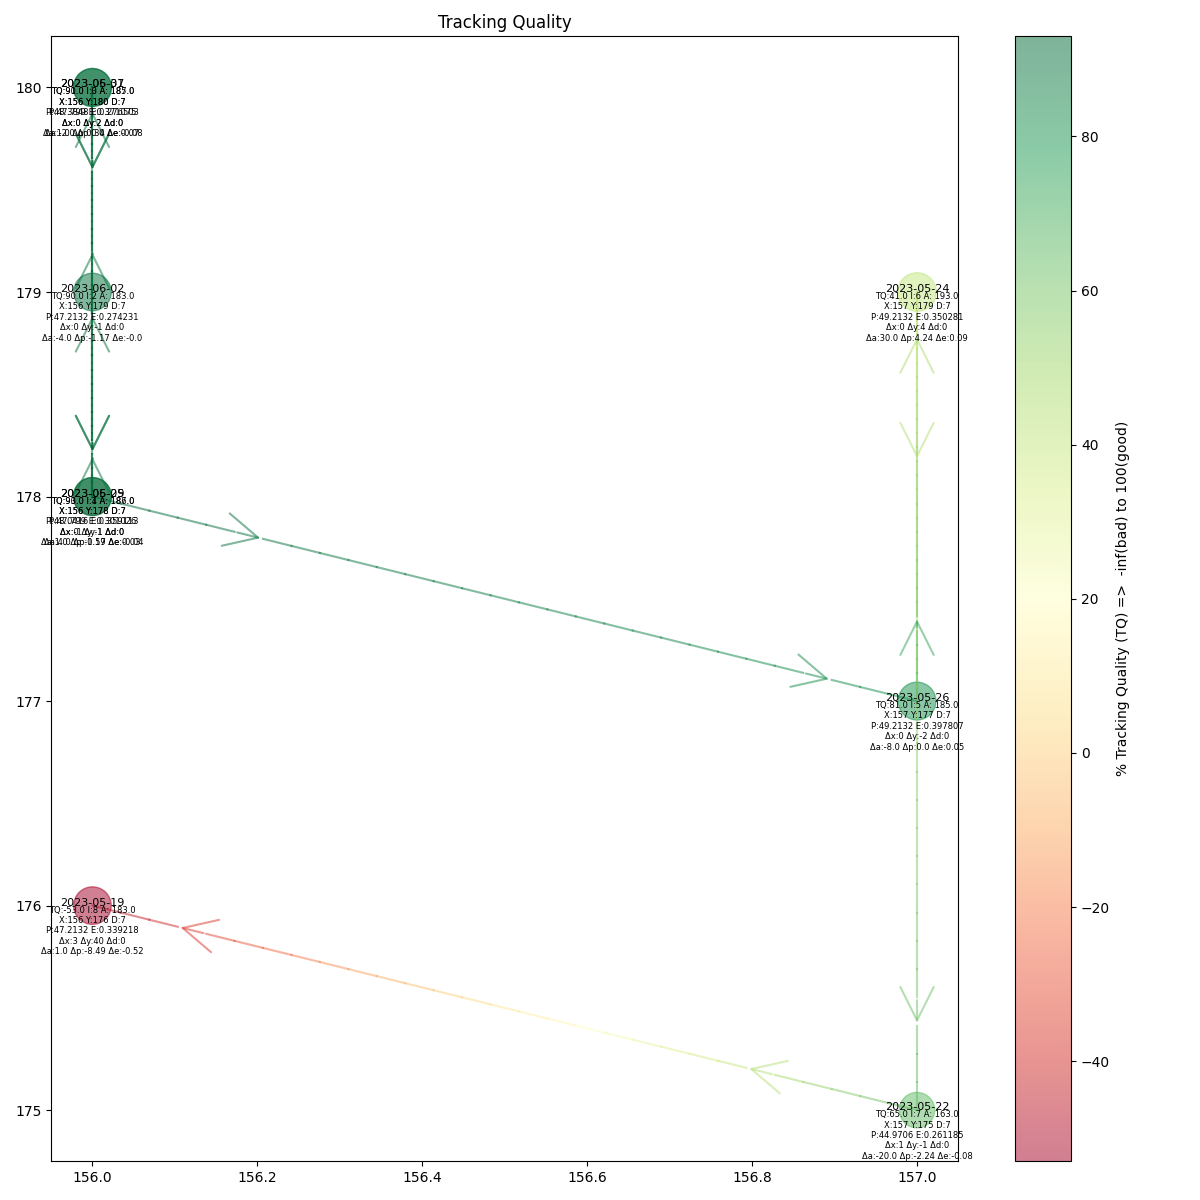 Tracking Quality
180
179
2023-06-02
TQ:90.0 I:2 A: 183.0
X:156 Y:179 D:7
P:47.2132 E:0.274231
Δx:0 Δy:-1 Δd:0
Δa:-4.0 Δp:-1.17 Δe:-0.0
2023-05-24
TQ:41.0 I:6 A: 193.0
X:157 Y:179 D:7
P:49.2132 E:0.350281
Δx:0 Δy:4 Δd:0
Δa:30.0 Δp:4.24 Δe:0.09
178
X:156 Y:178 D:7
177
2023-05-26
TQ:81.0 I:5 A: 185.0
X:157 Y:177 D:7
P:49.2132 E:0.397807
Δx:0 Δy:-2 Δd:0
Δa:-8.0 Δp:0.0 Δe:0.05
176
2023-05-19
TQ:-53.0 I:8 A: 183.0
X:156 Y:176 D:7
P:47.2132 E:0.339218
Δx:3 Δy:40 Δd:0
Δa:1.0 Δp:-8.49 Δe:-0.52
175
2023-05-22
TQ:65.0 I:7 A: 163.0
X:157 Y:175 D:7
P:44.9706 E:0.261185
Δx:1 Δy:-1 Δd:0
Δa:-20.0 Δp:-2.24 Δe:-0.08
156.0 156.2 156.4 156.6 156.8 157.0
80
60
40
20
0
−20
−40
% Tracking Quality (TQ) => -inf(bad) to 100(good)